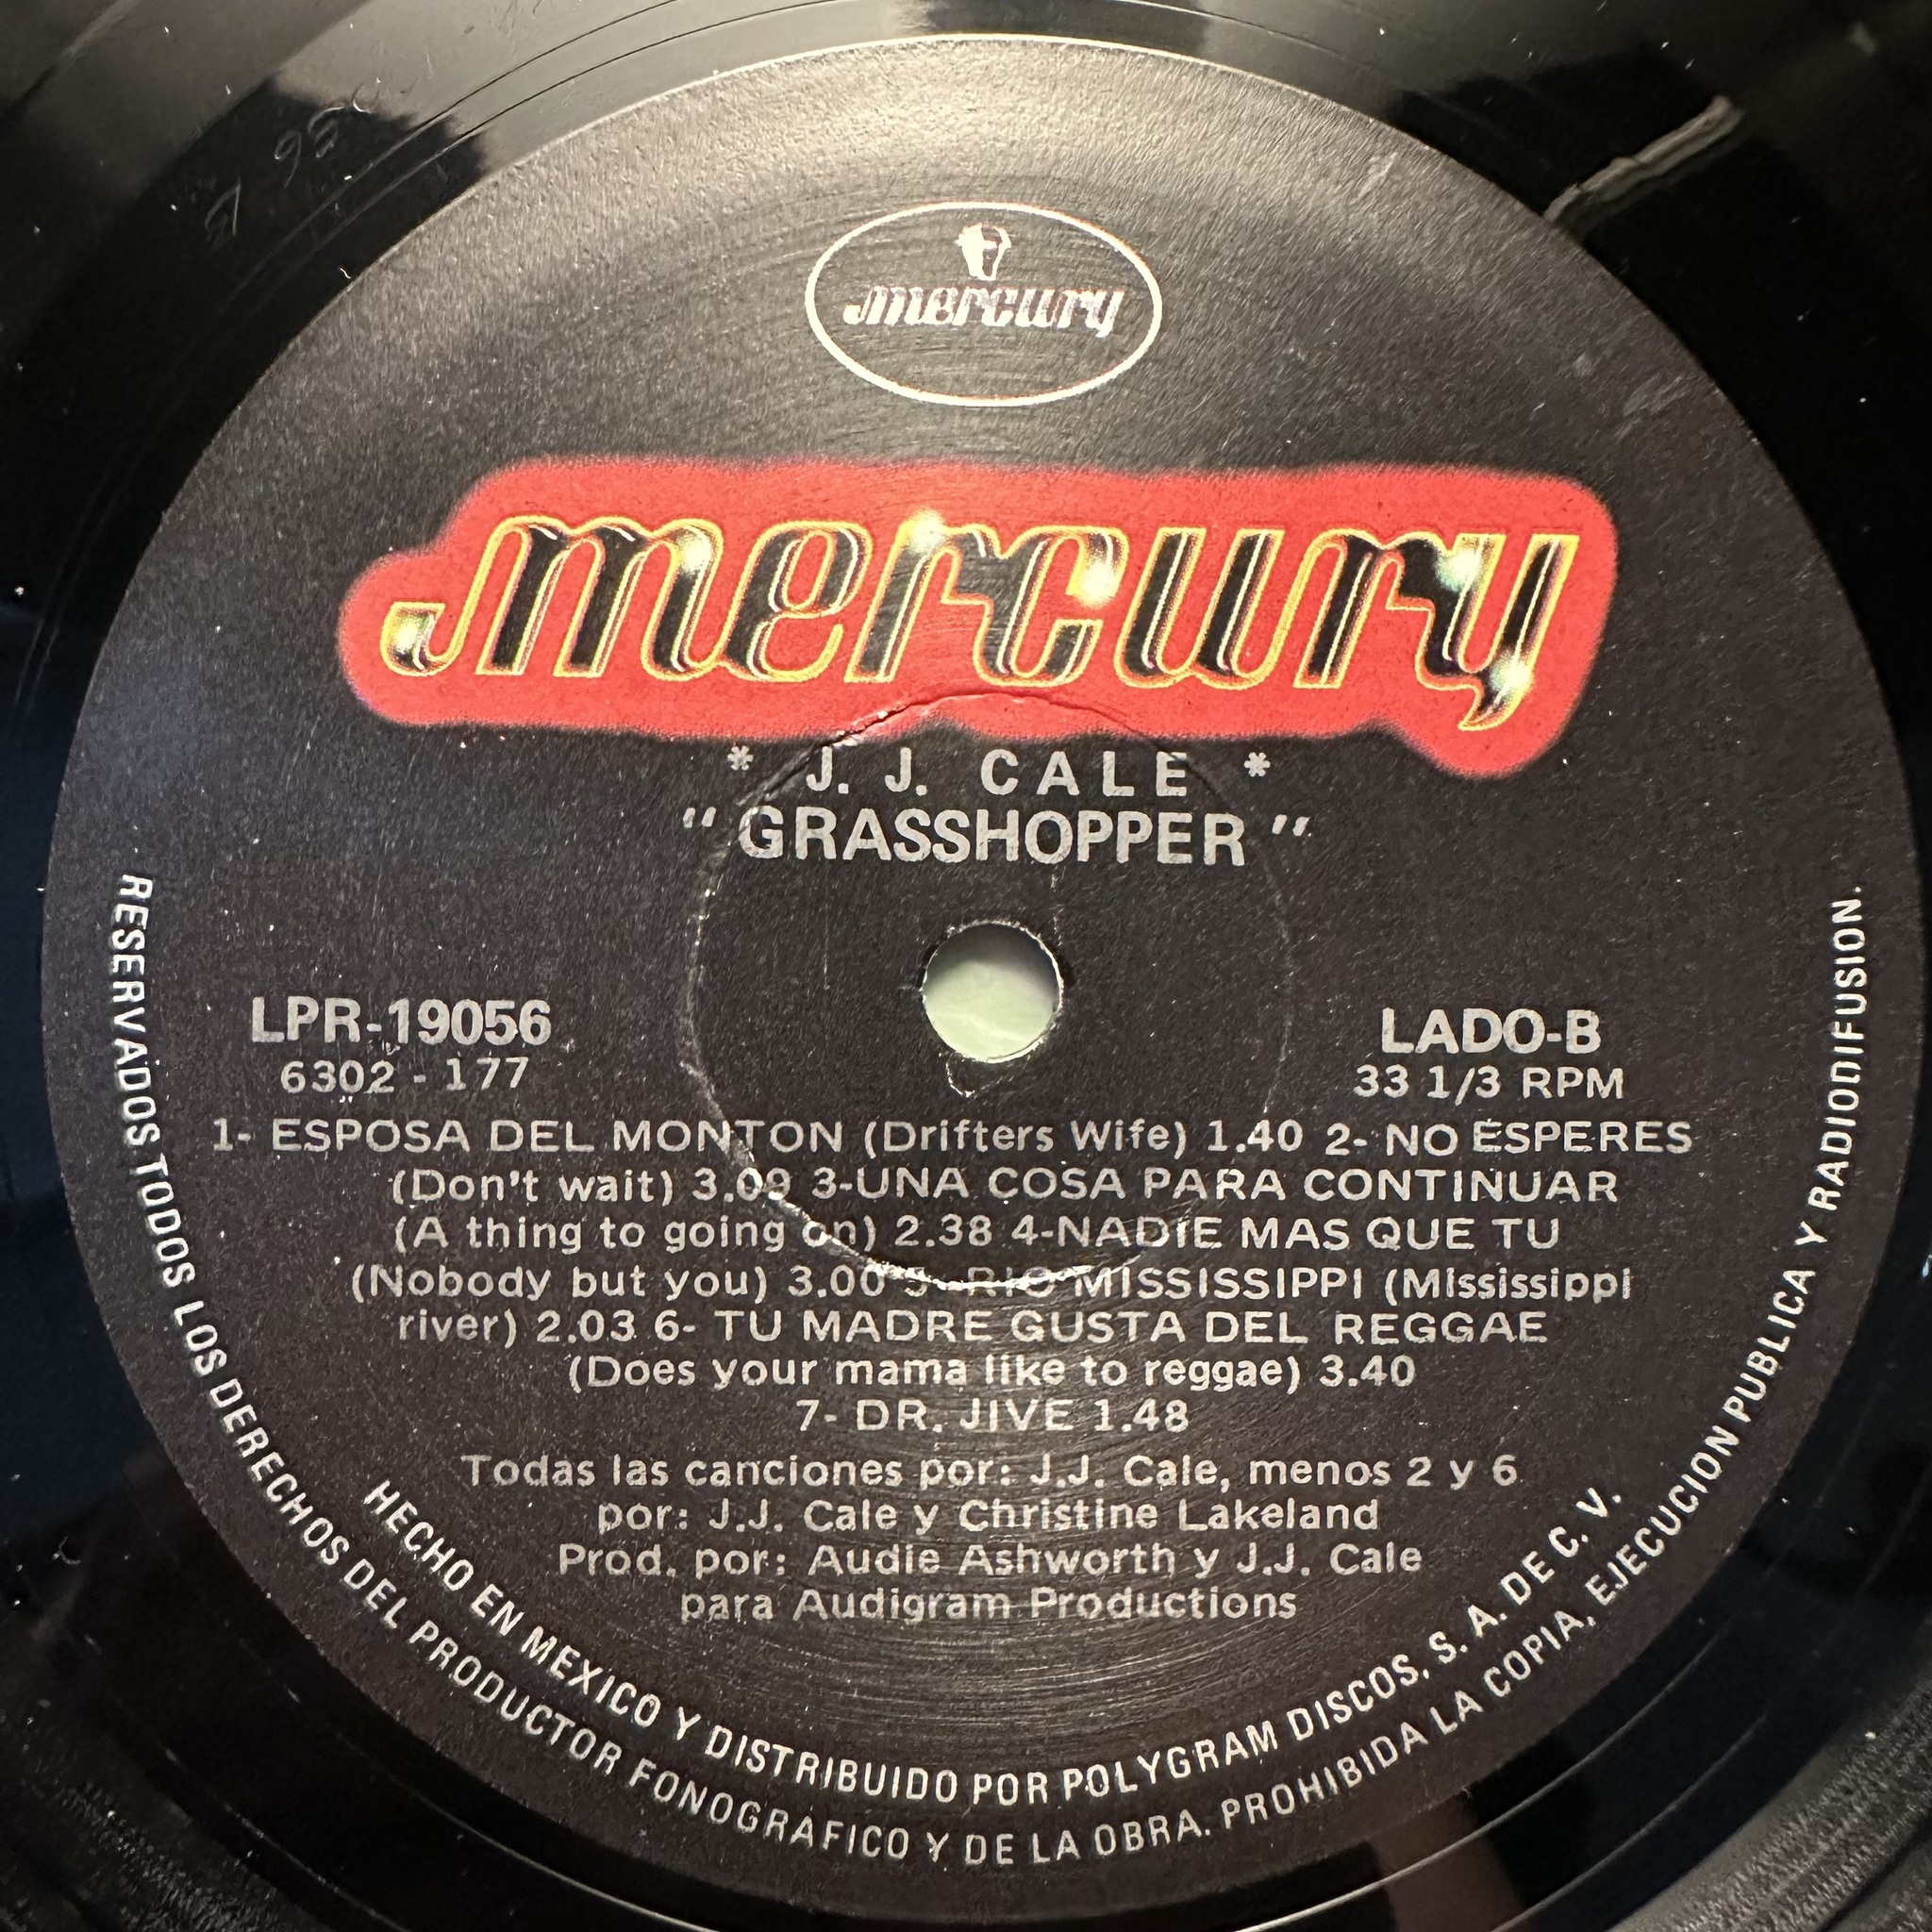 mercury
mercury
* J. J. CALE *
" GRASSHOPPER "
LPR-19056
6302 - 177
LADO-B
33 1/3 RPM
1- ESPOSA DEL MONTON (Drifters Wife) 1.40 2- NO ESPERES
(Don't wait) 3.09 3-UNA COSA PARA CONTINUAR
(A thing to going on) 2.38 4-NADIE MAS QUE TU
(Nobody but you) 3.00 5- RIO MISSISSIPPI (Mississippi
river) 2.03 6- TU MADRE GUSTA DEL REGGAE
(Does your mama like to reggae) 3.40
7- DR. JIVE 1.48
Todas las canciones por: J.J. Cale, menos 2 y 6
por: J.J. Cale y Christine Lakeland
Prod. por: Audie Ashworth y J.J. Cale
para Audigram Productions
HECHO EN MEXICO Y DISTRIBUIDO POR POLYGRAM DISCOS, S. A. DE C. V.
RESERVADOS TODOS LOS DERECHOS DEL PRODUCTOR FONOGRAFICO Y DE LA OBRA. PROHIBIDA LA COPIA, EJECUCION PUBLICA Y RADIODIFUSION.